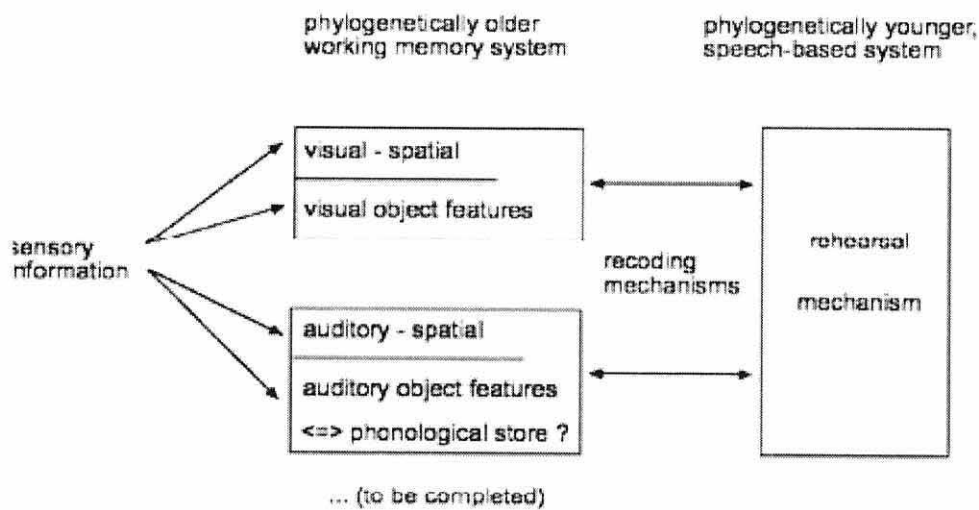 phylogenetically older
working memory system
phylogenetically younger,
speech-based system
visual - spatial
visual object features
sensory
nformation
recoding
mechanisms
rehearsal
mechanism
auditory - spatial
auditory object features
<=> phonological store ?
... (to be completed)